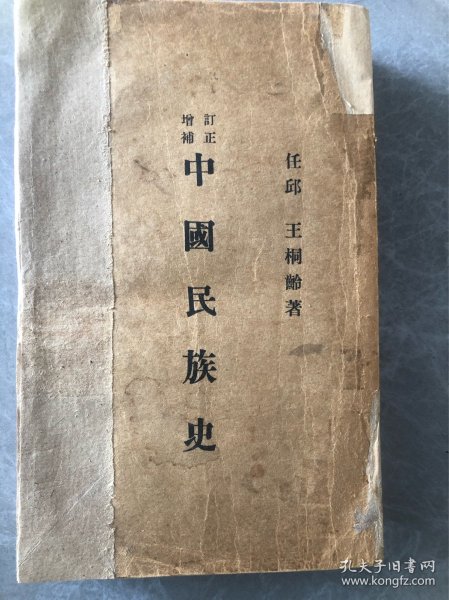 任邱 王桐齡著
訂正
增補
中國民族史
孔夫子旧书网
www.kongfz.com